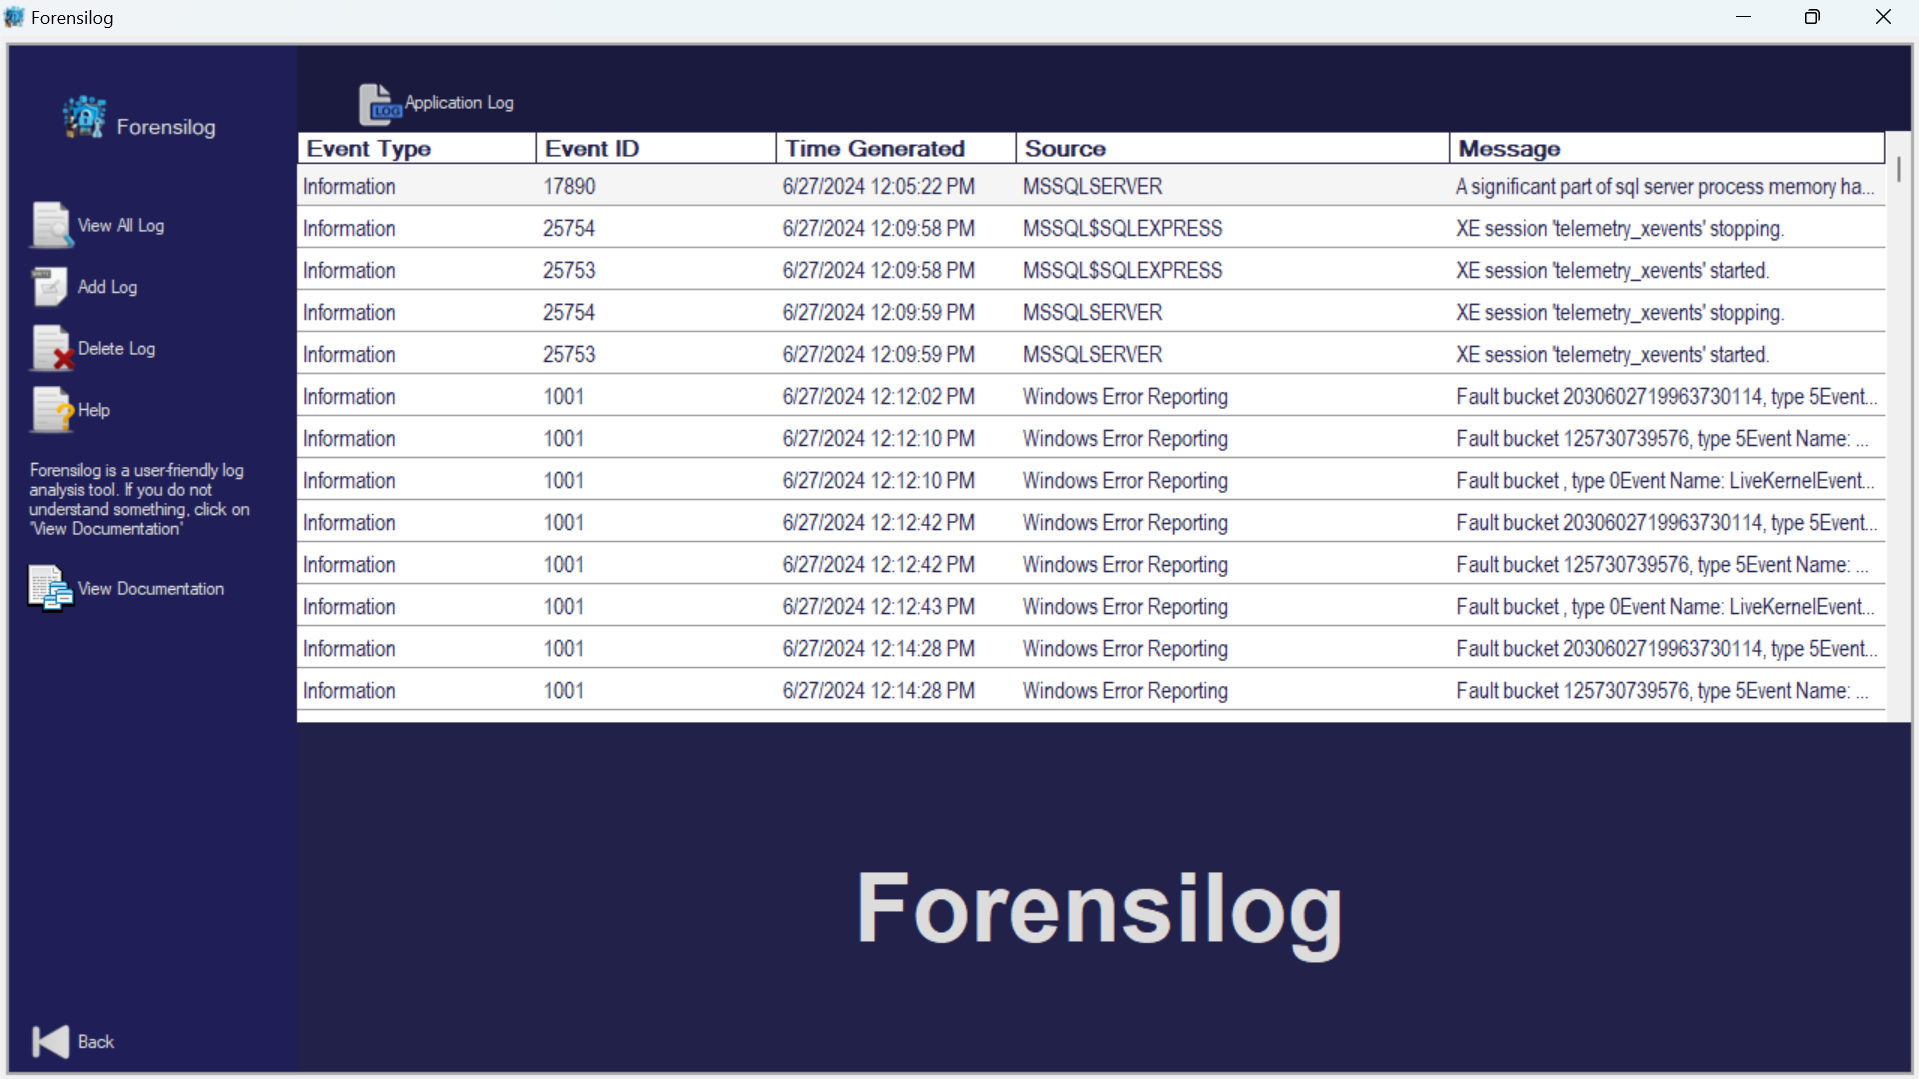 Forensilog
Forensilog
Application Log
Event Type Event ID Time Generated Source Message
Information 17890 6/27/2024 12:05:22 PM MSSQLSERVER A significant part of sql server process memory ha...
Information 25754 6/27/2024 12:09:58 PM MSSQL$SQLEXPRESS XE session 'telemetry_xevents' stopping.
Information 25753 6/27/2024 12:09:58 PM MSSQL$SQLEXPRESS XE session 'telemetry_xevents' started.
Information 25754 6/27/2024 12:09:59 PM MSSQLSERVER XE session 'telemetry_xevents' stopping.
Information 25753 6/27/2024 12:09:59 PM MSSQLSERVER XE session 'telemetry_xevents' started.
Information 1001 6/27/2024 12:12:02 PM Windows Error Reporting Fault bucket 2030602719963730114, type 5Event...
Information 1001 6/27/2024 12:12:10 PM Windows Error Reporting Fault bucket 125730739576, type 5Event Name: ...
Information 1001 6/27/2024 12:12:10 PM Windows Error Reporting Fault bucket , type 0Event Name: LiveKernelEvent...
Information 1001 6/27/2024 12:12:42 PM Windows Error Reporting Fault bucket 2030602719963730114, type 5Event...
Information 1001 6/27/2024 12:12:42 PM Windows Error Reporting Fault bucket 125730739576, type 5Event Name: ...
Information 1001 6/27/2024 12:12:43 PM Windows Error Reporting Fault bucket , type 0Event Name: LiveKernelEvent...
Information 1001 6/27/2024 12:14:28 PM Windows Error Reporting Fault bucket 2030602719963730114, type 5Event...
Information 1001 6/27/2024 12:14:28 PM Windows Error Reporting Fault bucket 125730739576, type 5Event Name: ...
View All Log
Add Log
Delete Log
Help
Forensilog is a user-friendly log
analysis tool. If you do not
understand something, click on
'View Documentation'
View Documentation
Back
Forensilog
LOG